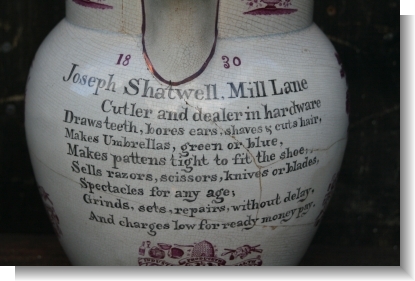 18 30
Joseph Shatwell, Mill Lane
Cutler and dealer in hardware
Draws teeth, bores ears, shaves & cuts hair,
Makes Umbrellas, green or blue,
Makes pattens tight to fit the shoe,
Sells razors, scissors, knives or blades,
Spectacles for any age;
Grinds, sets, repairs, without delay,
And charges low for ready money pay.